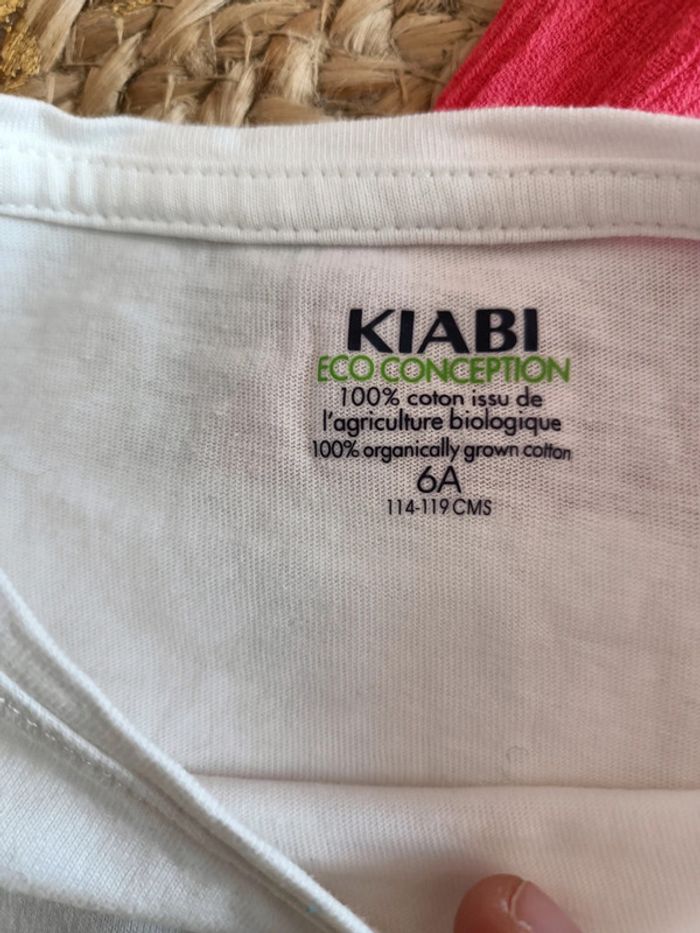 KIABI
ECO CONCEPTION
100% coton issu de
l'agriculture biologique
100% organically grown cotton
6A
114-119 CMS